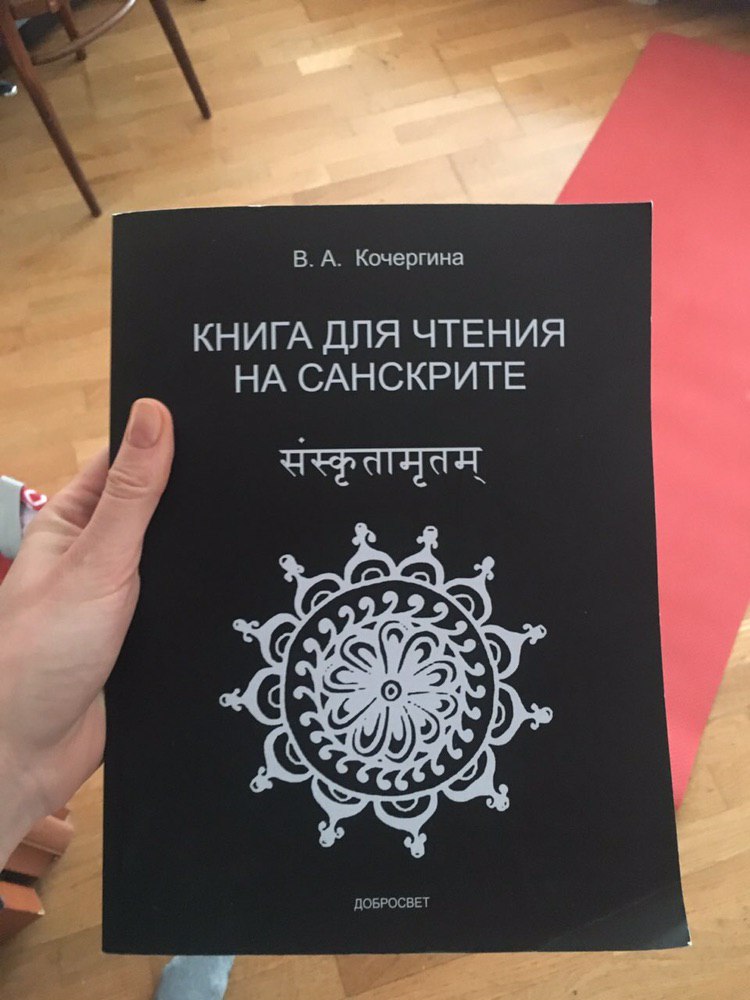 В. А. Кочергина
КНИГА ДЛЯ ЧТЕНИЯ
НА САНСКРИТЕ
संस्कृतामृतम्
ДОБРОСВЕТ